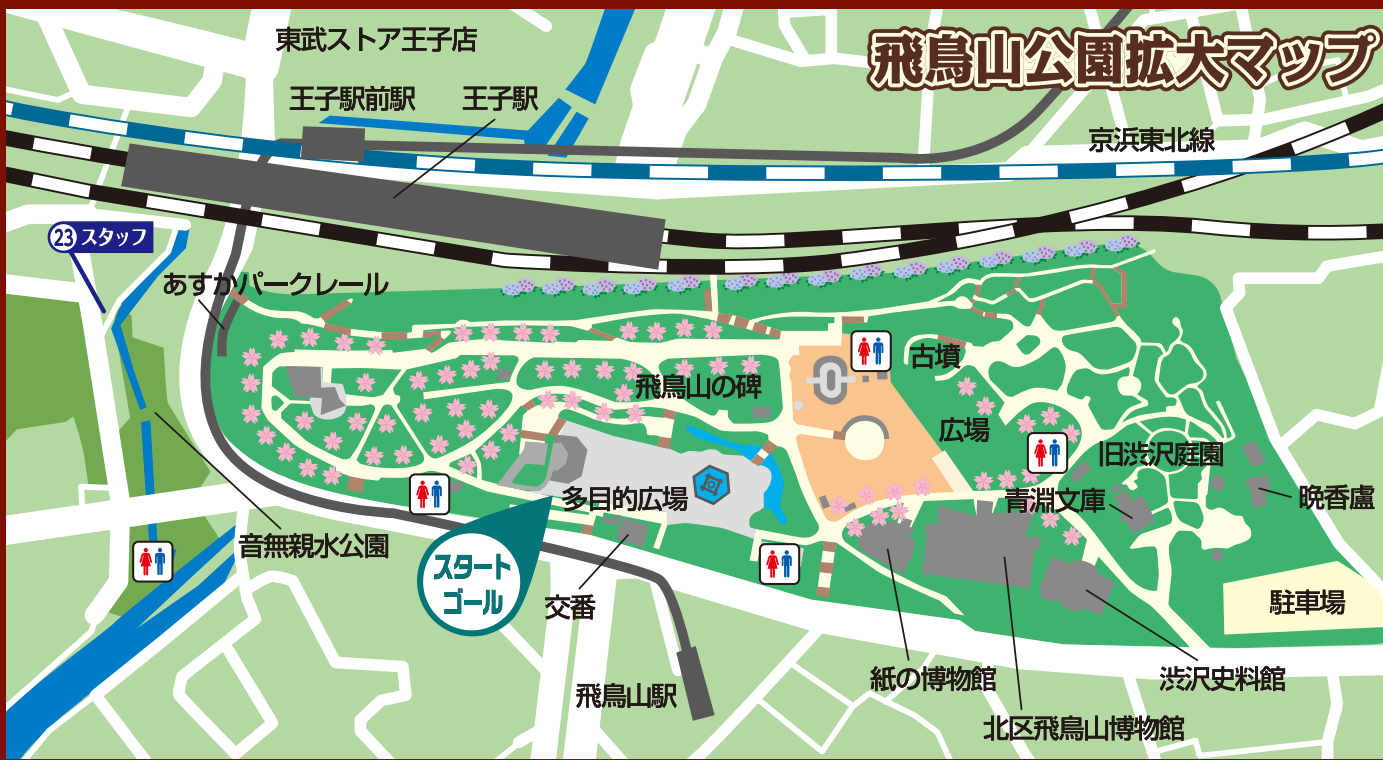 飛鳥山公園拡大マップ
東武ストア王子店
王子駅前駅
王子駅
京浜東北線
23 スタッフ
あすかパークレール
古墳
飛鳥山の碑
広場
旧渋沢庭園
多目的広場
青淵文庫
晩香盧
音無親水公園
スタート
ゴール
交番
駐車場
飛鳥山駅
紙の博物館
渋沢史料館
北区飛鳥山博物館